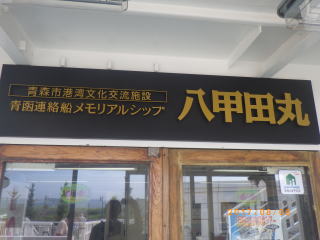 青森市港湾文化交流施設
青函連絡船メモリアルシップ
八甲田丸